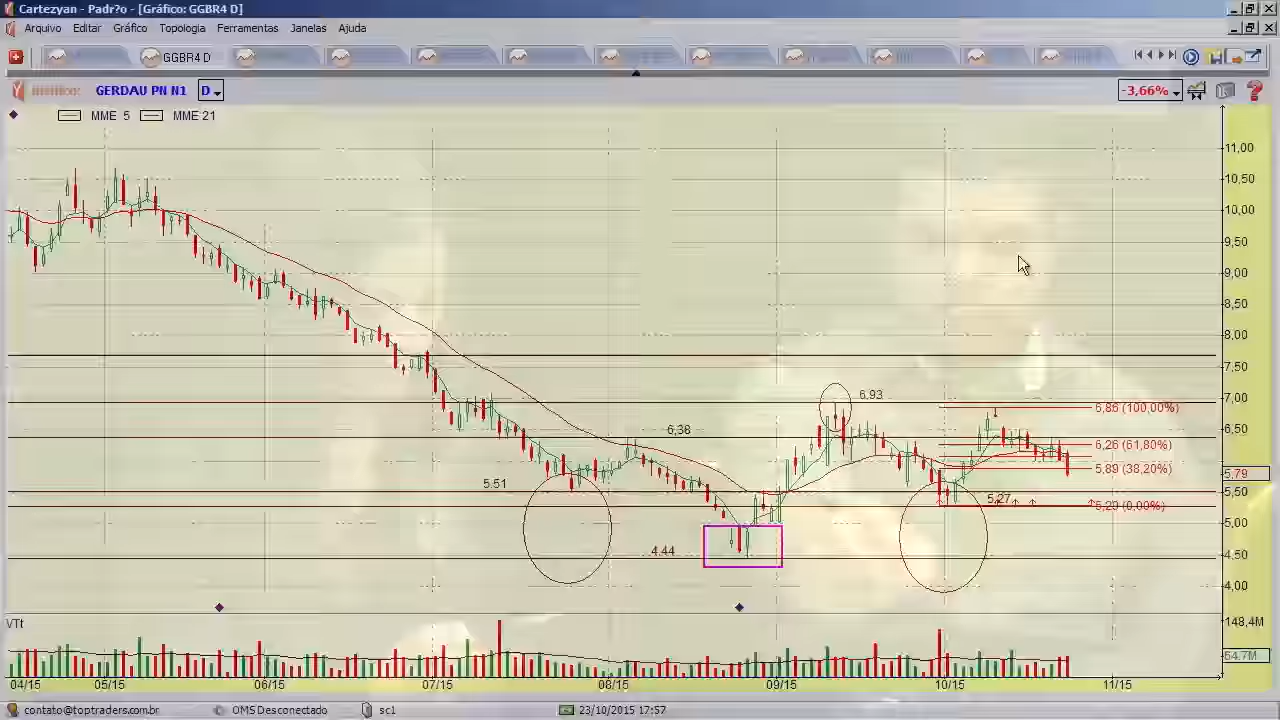 Cartezyan - Padr?o - [Gráfico: GGBR4 D]
Arquivo Editar Gráfico Topologia Ferramentas Janelas Ajuda
GGBR4 D
GERDAU PN N1 D -3,66%
MME 5 MME 21
11,00
10,50
10,00
9,50
9,00
8,50
8,00
7,50
7,00
6,93
6,86 (100,00%)
6,38
6,50
6,26 (61,80%)
5,89 (38,20%)
5,79
5.51
5,50
5,27
5,20 (0,00%)
5,00
4,44
4,50
4,00
VTt
148,4M
54.7M
04/15 05/15 06/15 07/15 08/15 09/15 10/15 11/15
contato@toptraders.com.br OMS Desconectado sc1 23/10/2015 17:57